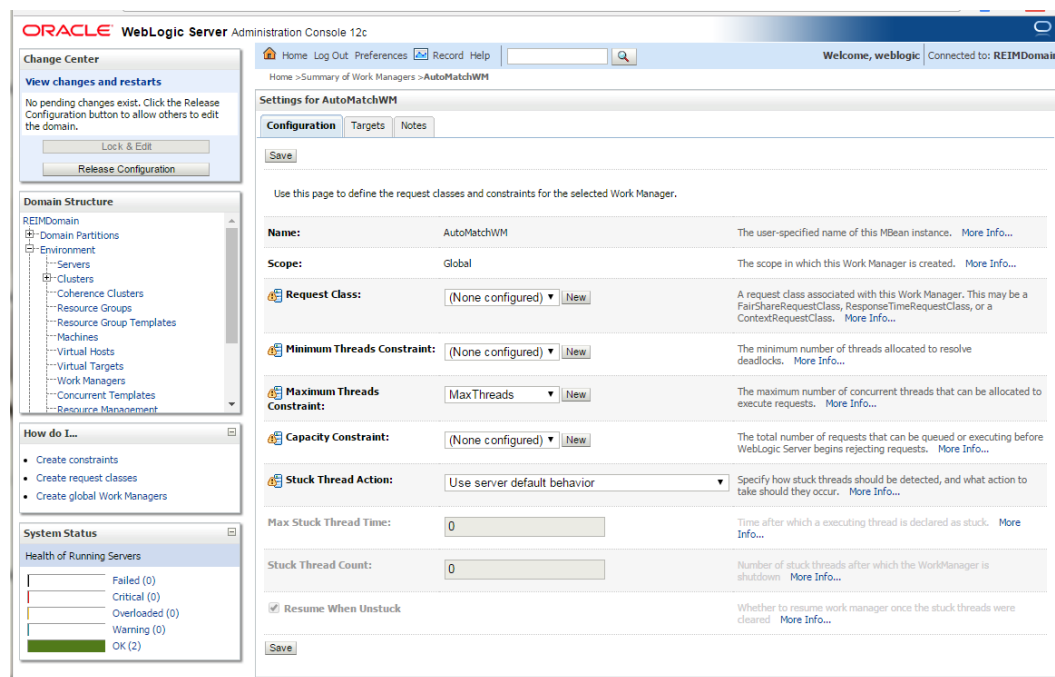 ORACLE WebLogic Server Administration Console 12c
Change Center
View changes and restarts
No pending changes exist. Click the Release
Configuration button to allow others to edit
the domain.
Lock & Edit
Release Configuration
Domain Structure
REIMDomain
Domain Partitions
Environment
Servers
Clusters
Coherence Clusters
Resource Groups
Resource Group Templates
Machines
Virtual Hosts
Virtual Targets
Work Managers
Concurrent Templates
Resource Management
How do I...
Create constraints
Create request classes
Create global Work Managers
System Status
Health of Running Servers
Failed (0)
Critical (0)
Overloaded (0)
Warning (0)
OK (2)
Home Log Out Preferences Record Help
Welcome, weblogic Connected to: REIMDomain
Home >Summary of Work Managers >AutoMatchWM
Settings for AutoMatchWM
Configuration Targets Notes
Save
Use this page to define the request classes and constraints for the selected Work Manager.
Name: AutoMatchWM The user-specified name of this MBean instance. More Info...
Scope: Global The scope in which this Work Manager is created. More Info...
Request Class: (None configured) New A request class associated with this Work Manager. This may be a
FairShareRequestClass, ResponseTimeRequestClass, or a
ContextRequestClass. More Info...
Minimum Threads Constraint: (None configured) New The minimum number of threads allocated to resolve
deadlocks. More Info...
Maximum Threads
Constraint: MaxThreads New The maximum number of concurrent threads that can be allocated to
execute requests. More Info...
Capacity Constraint: (None configured) New The total number of requests that can be queued or executing before
WebLogic Server begins rejecting requests. More Info...
Stuck Thread Action: Use server default behavior Specify how stuck threads should be detected, and what action to
take should they occur. More Info...
Max Stuck Thread Time: 0 Time after which a executing thread is declared as stuck. More
Info...
Stuck Thread Count: 0 Number of stuck threads after which the WorkManager is
shutdown More Info...
Resume When Unstuck Whether to resume work manager once the stuck threads were
cleared More Info...
Save